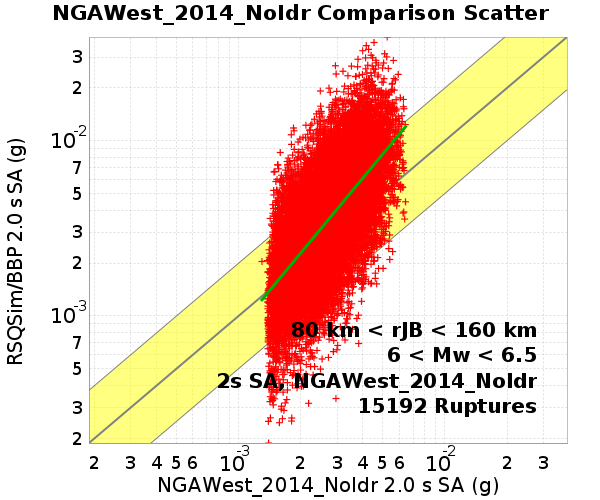 NGAWest_2014_NoIdr Comparison Scatter
RSQSim/BBP 2.0 s SA (g)
3
2
10-2
7
5
3
2
10-3
7
5
3
2
80 km < rJB < 160 km
6 < Mw < 6.5
2s SA, NGAWest_2014_NoIdr
15192 Ruptures
2 3 4 5 6 10-3 2 3 4 5 6 10-2 2 3
NGAWest_2014_NoIdr 2.0 s SA (g)